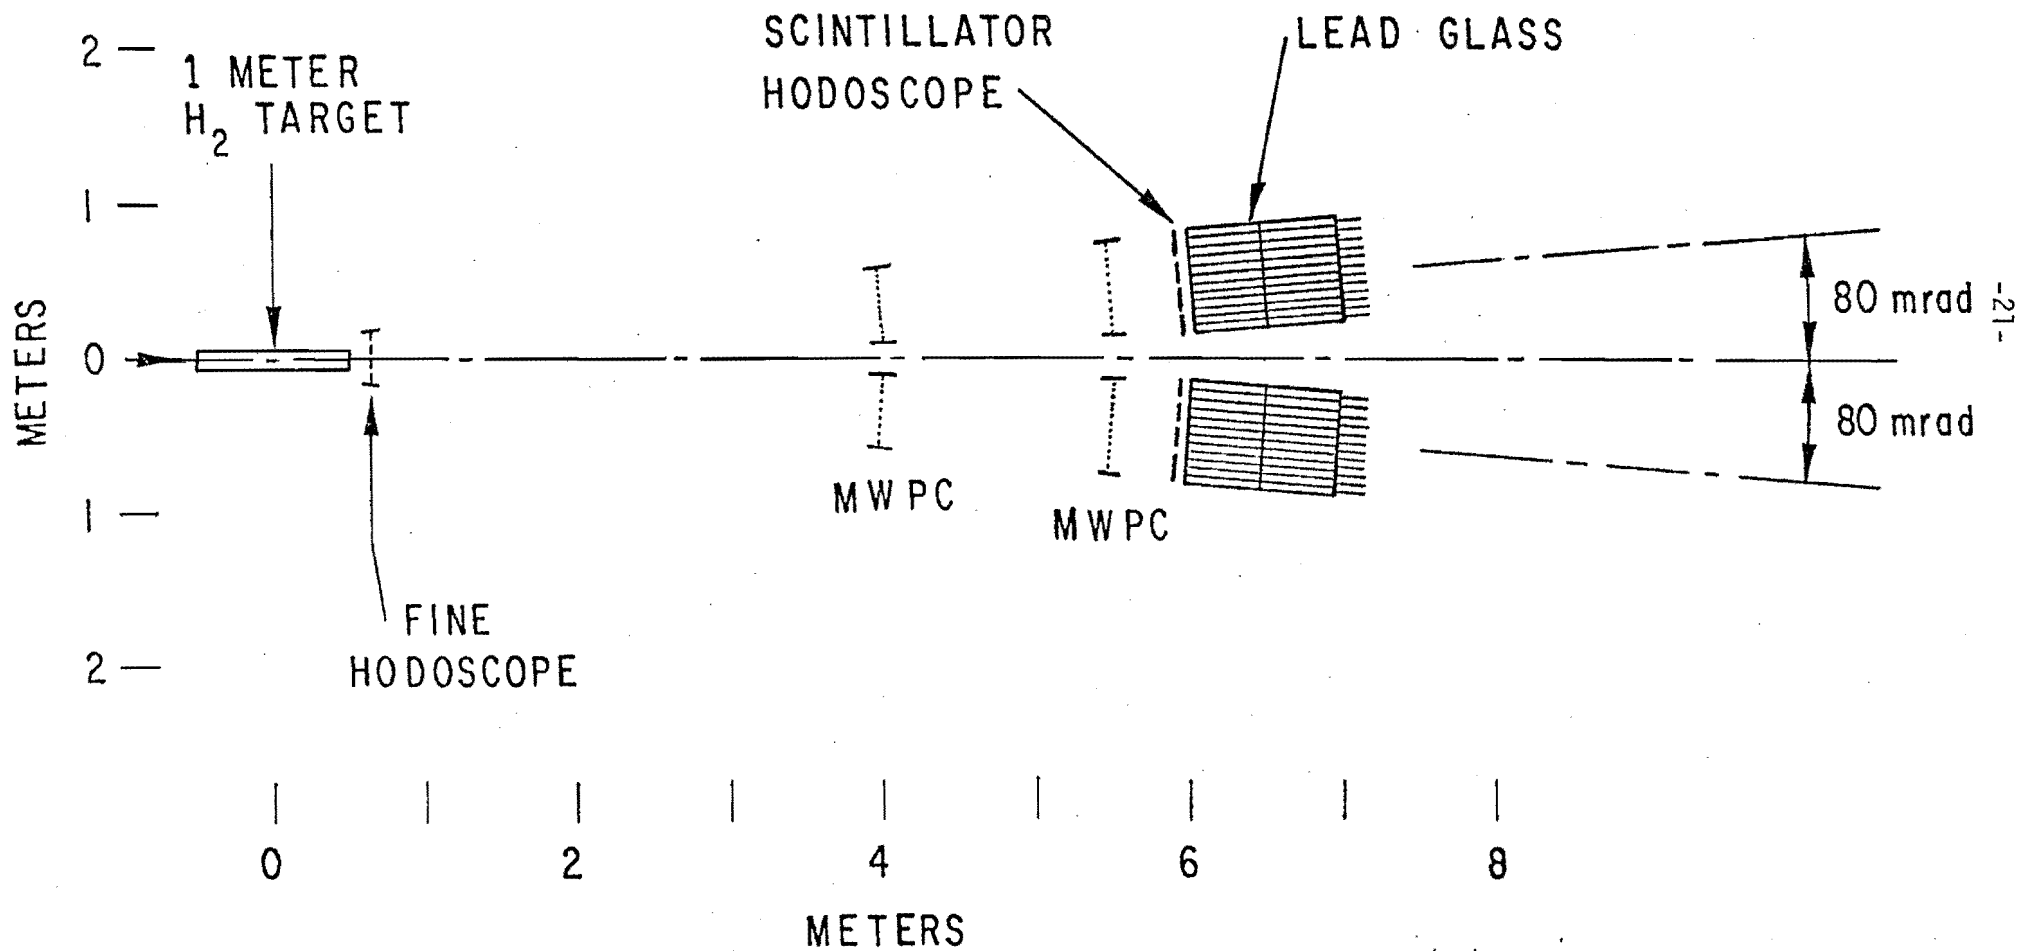 SCINTILLATOR
HODOSCOPE
LEAD GLASS
2
1 METER
H₂ TARGET
1
METERS
0
80 mrad
-21-
80 mrad
1
MWPC
MWPC
FINE
HODOSCOPE
2
0
2
4
6
8
METERS